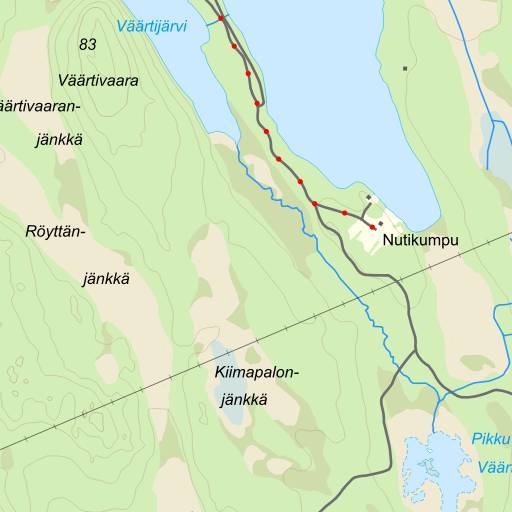 Väärtijärvi
83
Väärtivaara
äärtivaaran-
jänkkä
Röyttän-
jänkkä
Nutikumpu
Kiimapalon-
jänkkä
Pikku
Väär